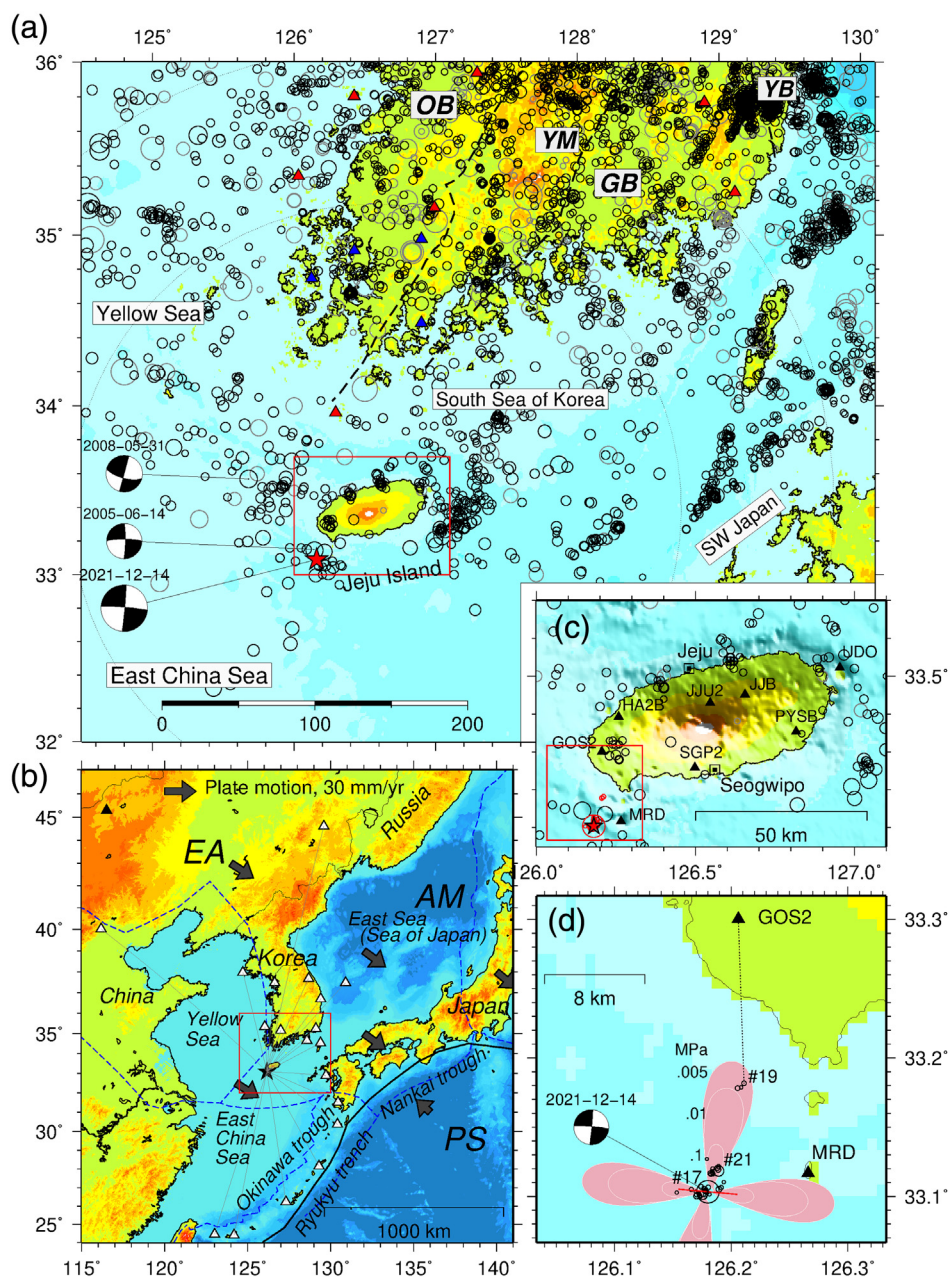 (a)
125°
126°
127°
128°
129°
130°
36°
35°
34°
33°
32°
OB
YM
GB
YB
Yellow Sea
South Sea of Korea
SW Japan
Jeju Island
East China Sea
2008−05−31
2005−06−14
2021−12−14
0
100
200
(c)
Jeju
UDO
JJU2
JJB
HA2B
PYSB
GOS2
SGP2
Seogwipo
MRD
50 km
33.5°
126.0°
126.5°
127.0°
(b)
Plate motion, 30 mm/yr
Russia
EA
AM
East Sea
(Sea of Japan)
Korea
China
Japan
Yellow
Sea
East
China
Sea
Okinawa trough
Ryukyu trench
Nankai trough
PS
1000 km
45°
40°
35°
30°
25°
115°
120°
125°
130°
135°
140°
(d)
GOS2
8 km
MPa
.005
#19
.01
2021−12−14
.1
#21
#17
MRD
33.3°
33.2°
33.1°
126.1°
126.2°
126.3°